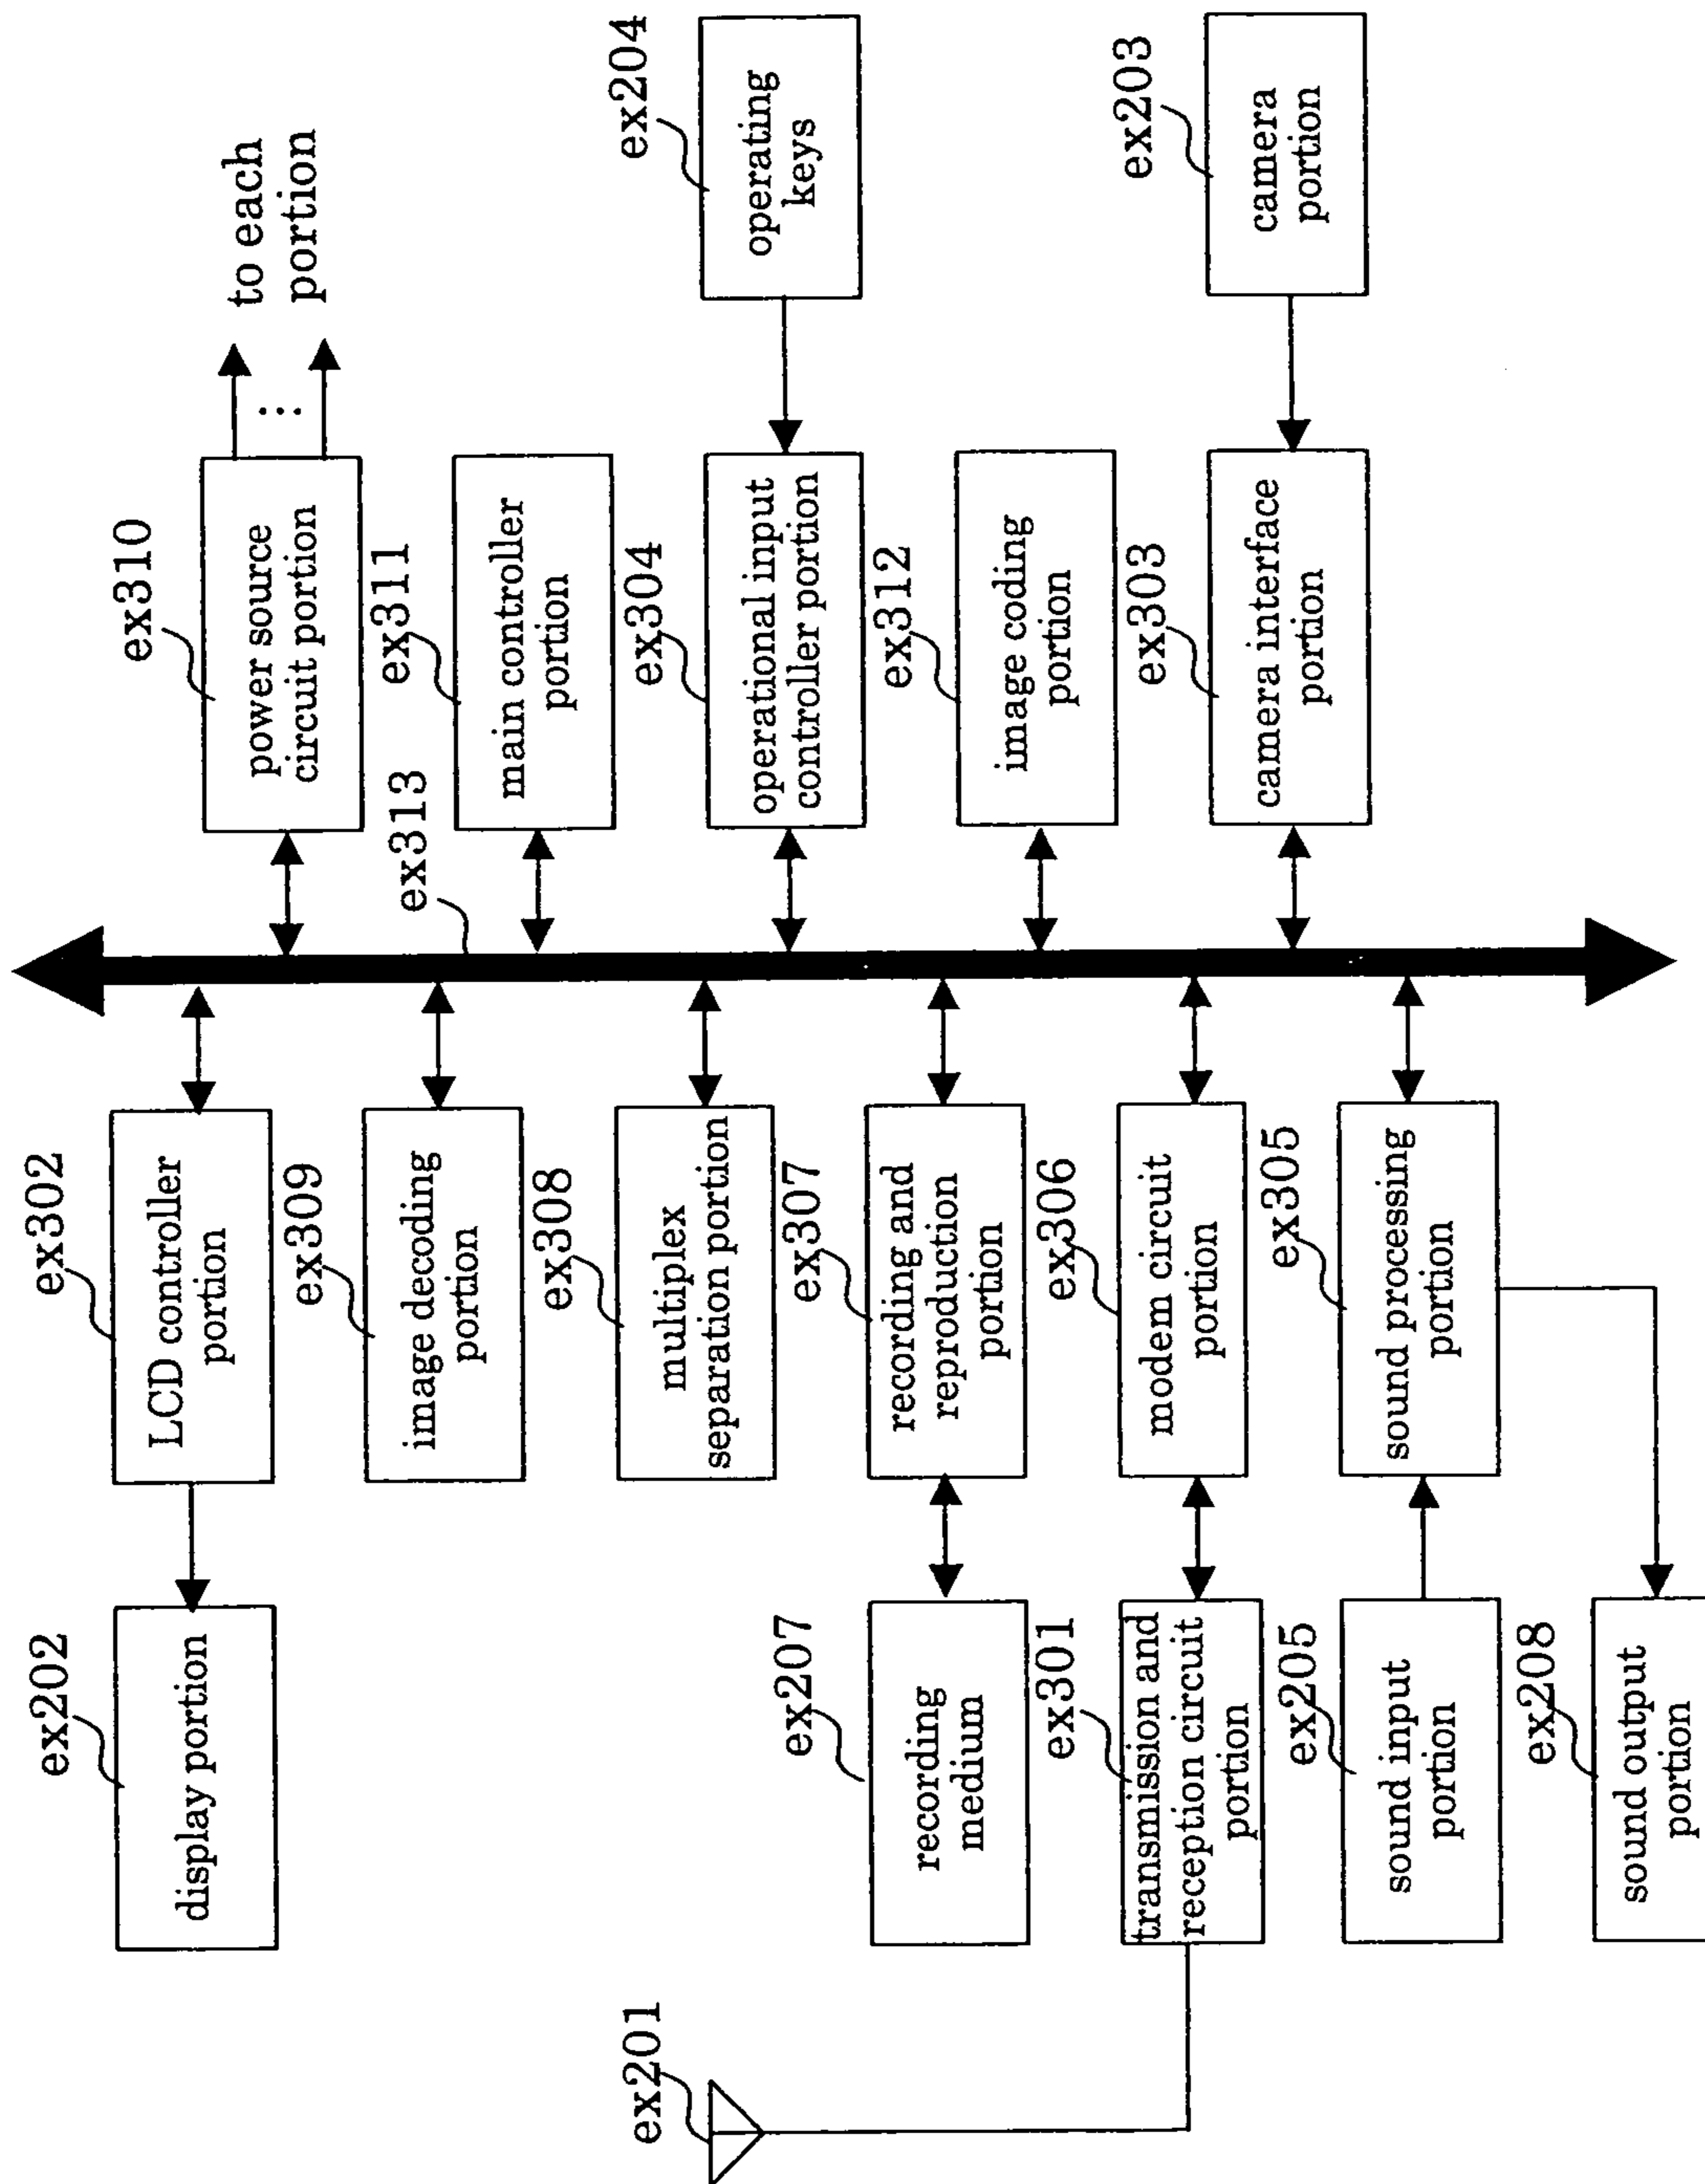 ex201
ex202
display portion
ex207
recording
medium
ex301
transmission and
reception circuit
portion
ex205
sound input
portion
ex208
sound output
portion
ex302
LCD controller
portion
ex309
image decoding
portion
ex308
multiplex
separation portion
ex307
recording and
reproduction
portion
ex306
modem circuit
portion
ex305
sound processing
portion
ex313
ex310
power source
circuit portion
ex311
main controller
portion
ex304
operational input
controller portion
ex312
image coding
portion
ex303
camera interface
portion
to each
portion
ex204
operating
keys
ex203
camera
portion